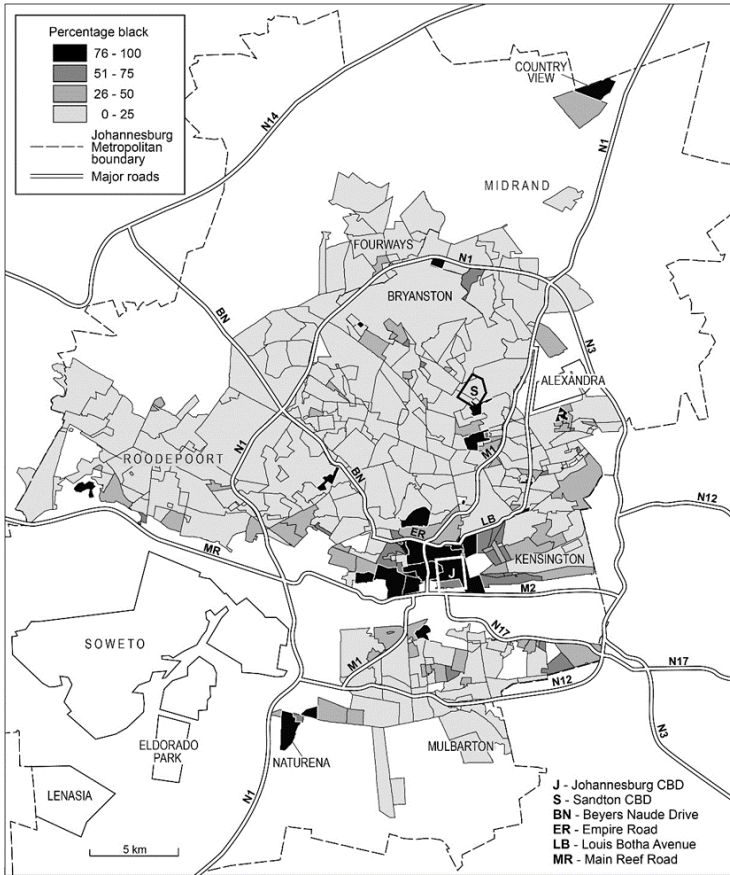 Percentage black
76 - 100
51 - 75
26 - 50
0 - 25
Johannesburg
Metropolitan
boundary
Major roads
COUNTRY
VIEW
N14
N1
MIDRAND
FOURWAYS
N1
BRYANSTON
BN
N3
S
ALEXANDRA
N1
M1
ROODEPOORT
BN
N12
LB
ER
MR
KENSINGTON
J
M2
SOWETO
N17
M1
N17
N12
ELDORADO
PARK
MULBARTON
N3
NATURENA
LENASIA
N1
J - Johannesburg CBD
S - Sandton CBD
BN - Beyers Naude Drive
ER - Empire Road
LB - Louis Botha Avenue
MR - Main Reef Road
5 km